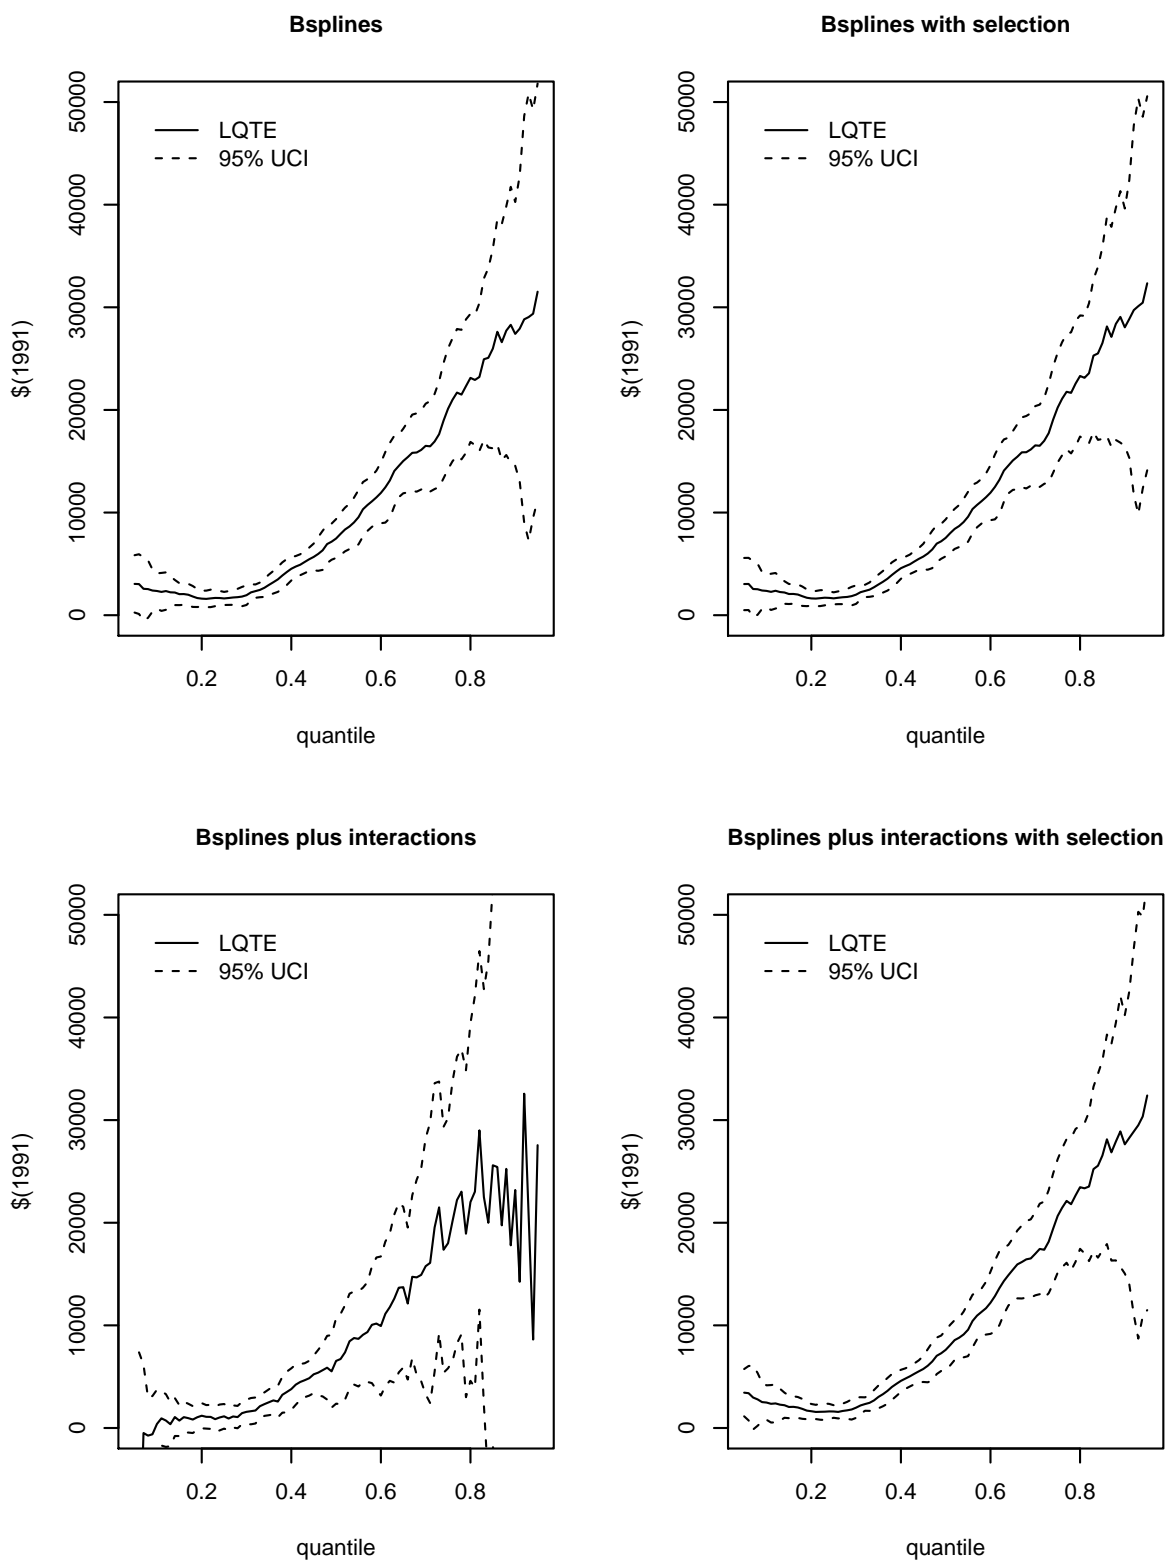 Bsplines
$(1991)
50000
40000
30000
20000
10000
0
LQTE
95% UCI
0.2 0.4 0.6 0.8
quantile
Bsplines with selection
$(1991)
50000
40000
30000
20000
10000
0
LQTE
95% UCI
0.2 0.4 0.6 0.8
quantile
Bsplines plus interactions
$(1991)
50000
40000
30000
20000
10000
0
LQTE
95% UCI
0.2 0.4 0.6 0.8
quantile
Bsplines plus interactions with selection
$(1991)
50000
40000
30000
20000
10000
0
LQTE
95% UCI
0.2 0.4 0.6 0.8
quantile